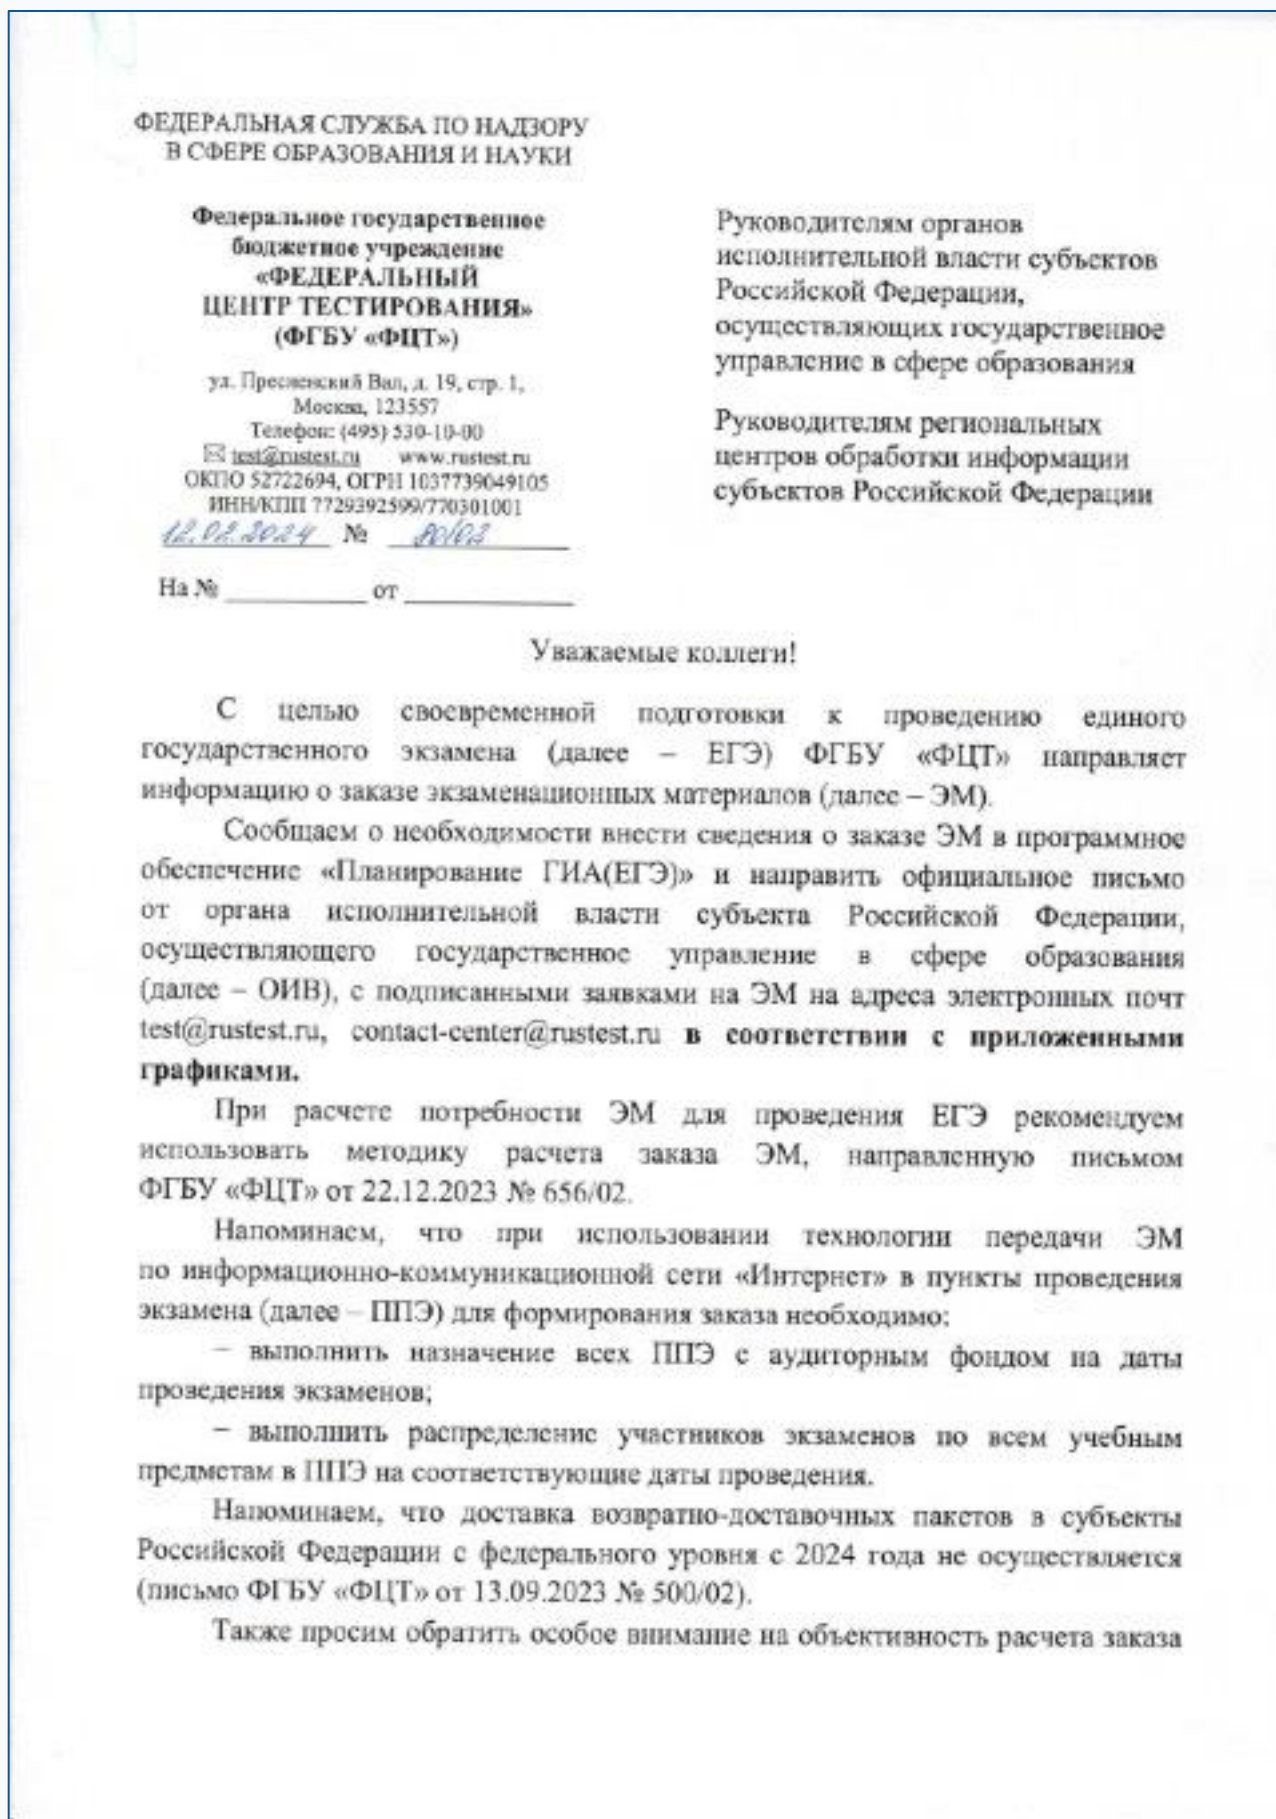 ФЕДЕРАЛЬНАЯ СЛУЖБА ПО НАДЗОРУ
В СФЕРЕ ОБРАЗОВАНИЯ И НАУКИ
Федеральное государственное
бюджетное учреждение
«ФЕДЕРАЛЬНЫЙ
ЦЕНТР ТЕСТИРОВАНИЯ»
(ФГБУ «ФЦТ»)
ул. Пресненский Вал, д. 19, стр. 1,
Москва, 123557
Телефон: (495) 530-10-00
test@rustest.ru www.rustest.ru
ОКПО 52722694, ОГРН 1037739049105
ИНН/КПП 7729392599/770301001
12.02.2024 № 80/02
На № ____________ от ______________
Руководителям органов
исполнительной власти субъектов
Российской Федерации,
осуществляющих государственное
управление в сфере образования
Руководителям региональных
центров обработки информации
субъектов Российской Федерации
Уважаемые коллеги!
С целью своевременной подготовки к проведению единого
государственного экзамена (далее – ЕГЭ) ФГБУ «ФЦТ» направляет
информацию о заказе экзаменационных материалов (далее – ЭМ).
Сообщаем о необходимости внести сведения о заказе ЭМ в программное
обеспечение «Планирование ГИА(ЕГЭ)» и направить официальное письмо
от органа исполнительной власти субъекта Российской Федерации,
осуществляющего государственное управление в сфере образования
(далее – ОИВ), с подписанными заявками на ЭМ на адреса электронных почт
test@rustest.ru, contact-center@rustest.ru в соответствии с приложенными
графиками.
При расчете потребности ЭМ для проведения ЕГЭ рекомендуем
использовать методику расчета заказа ЭМ, направленную письмом
ФГБУ «ФЦТ» от 22.12.2023 № 656/02.
Напоминаем, что при использовании технологии передачи ЭМ
по информационно-коммуникационной сети «Интернет» в пункты проведения
экзамена (далее – ППЭ) для формирования заказа необходимо:
– выполнить назначение всех ППЭ с аудиторным фондом на даты
проведения экзаменов;
– выполнить распределение участников экзаменов по всем учебным
предметам в ППЭ на соответствующие даты проведения.
Напоминаем, что доставка возвратно-доставочных пакетов в субъекты
Российской Федерации с федерального уровня с 2024 года не осуществляется
(письмо ФГБУ «ФЦТ» от 13.09.2023 № 500/02).
Также просим обратить особое внимание на объективность расчета заказа